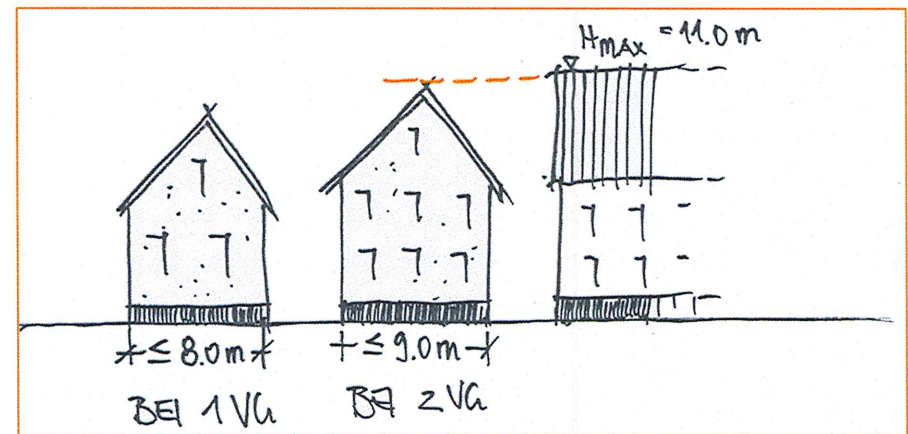 HMAX = 11.0 m
≤ 8.0 m
≤ 9.0 m
BEI 1 VG
BEI 2 VG